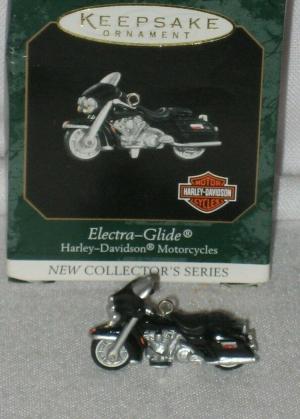 KEEPSAKE
ORNAMENT
MOTOR
HARLEY-DAVIDSON
CYCLES
Electra–Glide®
Harley–Davidson® Motorcycles
NEW COLLECTOR'S SERIES